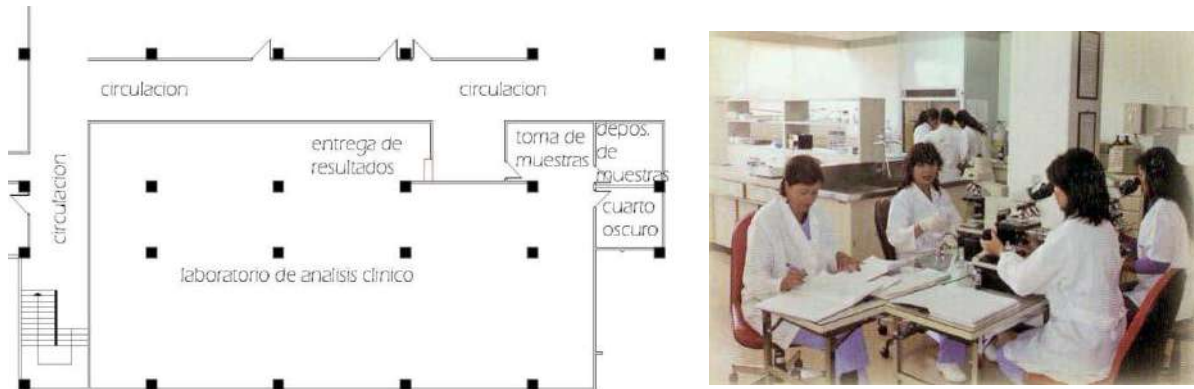 circulacion
circulacion
entrega de
resultados
toma de
muestras
depos.
de
muestras
circulacion
cuarto
oscuro
laboratorio de analisis clinico